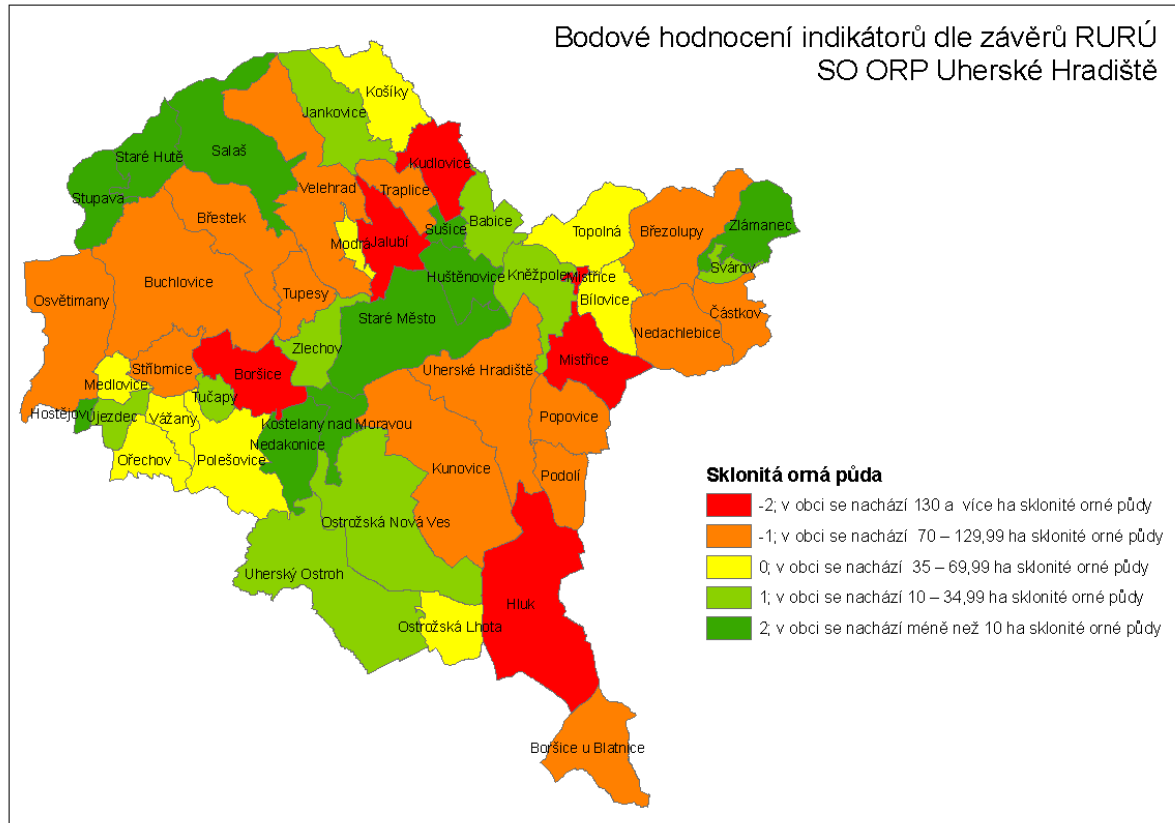 Bodové hodnocení indikátorů dle závěrů RURÚ
SO ORP Uherské Hradiště
Košíky
Jankovice
Staré Hutě
Salaš
Kudlovice
Stupava
Velehrad
Traplice
Břestek
Babice
Sušice
Topolná
Březolupy
Zlámanec
Modrá
Jalubí
Svárov
Buchlovice
Huštěnovice
Kněžpole
Mistřice
Osvětimany
Tupesy
Bílovice
Částkov
Staré Město
Nedachlebice
Zlechov
Stříbrnice
Boršice
Uherské Hradiště
Mistřice
Medlovice
Tučapy
Hostějov
Újezdec
Vážany
Popovice
Kostelany nad Moravou
Nedakonice
Ořechov
Polešovice
Kunovice
Podolí
Ostrožská Nová Ves
Uherský Ostroh
Hluk
Ostrožská Lhota
Boršice u Blatnice
Sklonitá orná půda
-2; v obci se nachází 130 a více ha sklonité orné půdy
-1; v obci se nachází 70 – 129,99 ha sklonité orné půdy
0; v obci se nachází 35 – 69,99 ha sklonité orné půdy
1; v obci se nachází 10 – 34,99 ha sklonité orné půdy
2; v obci se nachází méně než 10 ha sklonité orné půdy